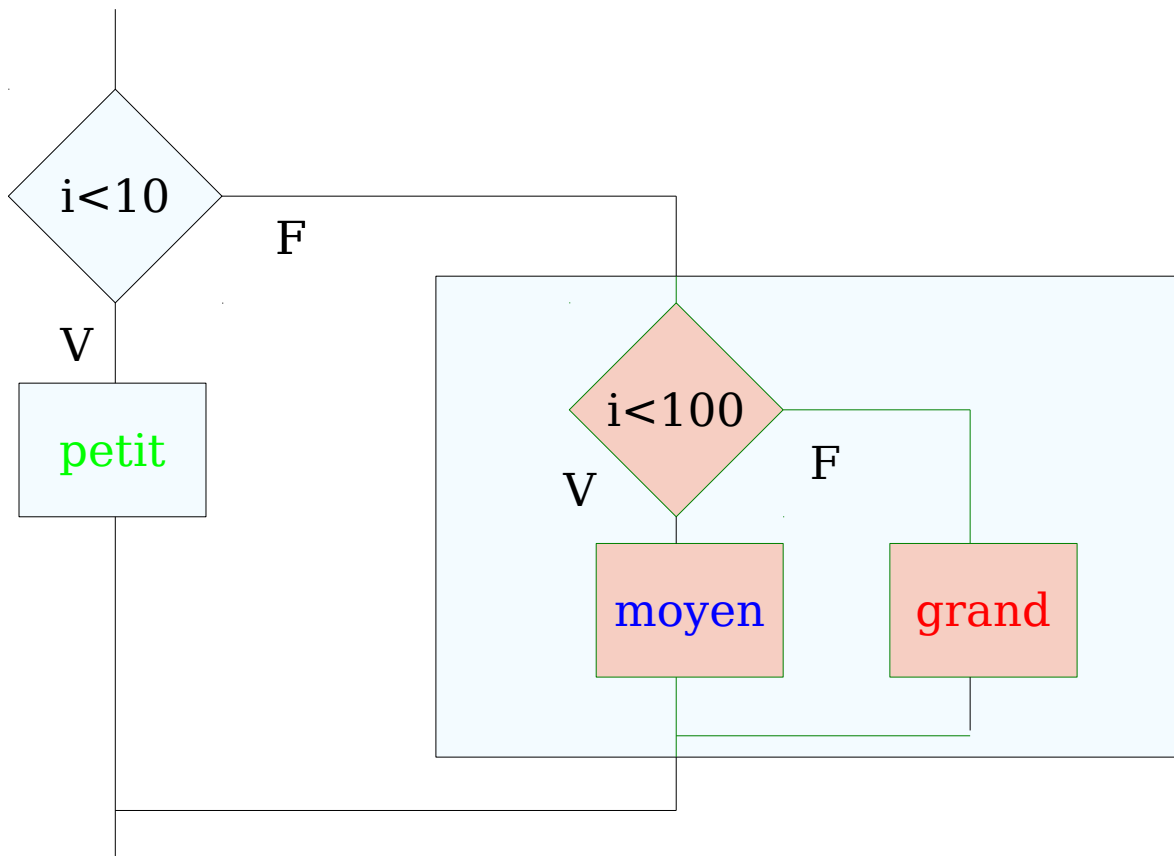 i<10
F
V
petit
i<100
F
V
moyen
grand